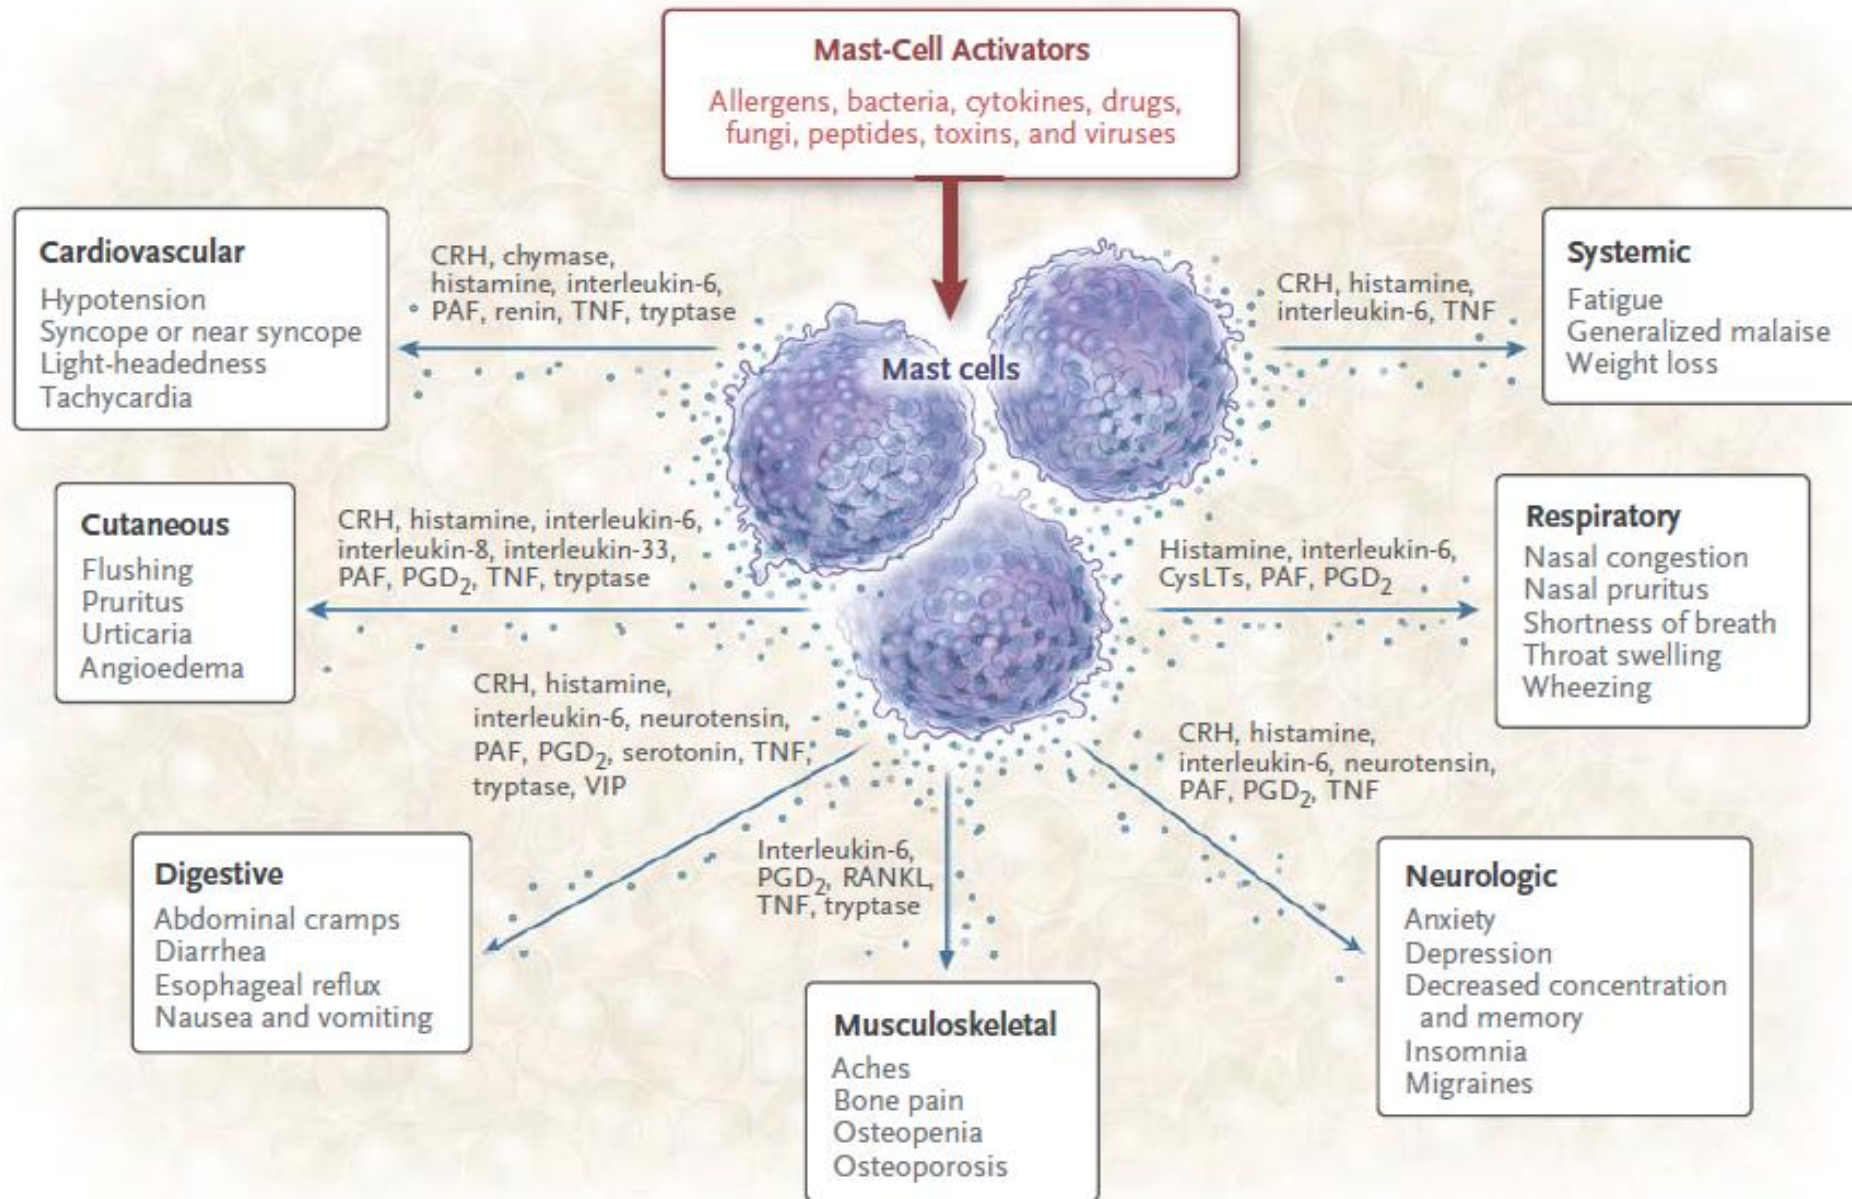 Mast-Cell Activators
Allergens, bacteria, cytokines, drugs,
fungi, peptides, toxins, and viruses
Cardiovascular
Hypotension
Syncope or near syncope
Light-headedness
Tachycardia
CRH, chymase,
histamine, interleukin-6,
PAF, renin, TNF, tryptase
Mast cells
CRH, histamine,
interleukin-6, TNF
Systemic
Fatigue
Generalized malaise
Weight loss
Cutaneous
Flushing
Pruritus
Urticaria
Angioedema
CRH, histamine, interleukin-6,
interleukin-8, interleukin-33,
PAF, PGD₂, TNF, tryptase
Histamine, interleukin-6,
CysLTs, PAF, PGD₂
Respiratory
Nasal congestion
Nasal pruritus
Shortness of breath
Throat swelling
Wheezing
CRH, histamine,
interleukin-6, neurotensin,
PAF, PGD₂, serotonin, TNF,
tryptase, VIP
CRH, histamine,
interleukin-6, neurotensin,
PAF, PGD₂, TNF
Digestive
Abdominal cramps
Diarrhea
Esophageal reflux
Nausea and vomiting
Interleukin-6,
PGD₂, RANKL,
TNF, tryptase
Musculoskeletal
Aches
Bone pain
Osteopenia
Osteoporosis
Neurologic
Anxiety
Depression
Decreased concentration
and memory
Insomnia
Migraines